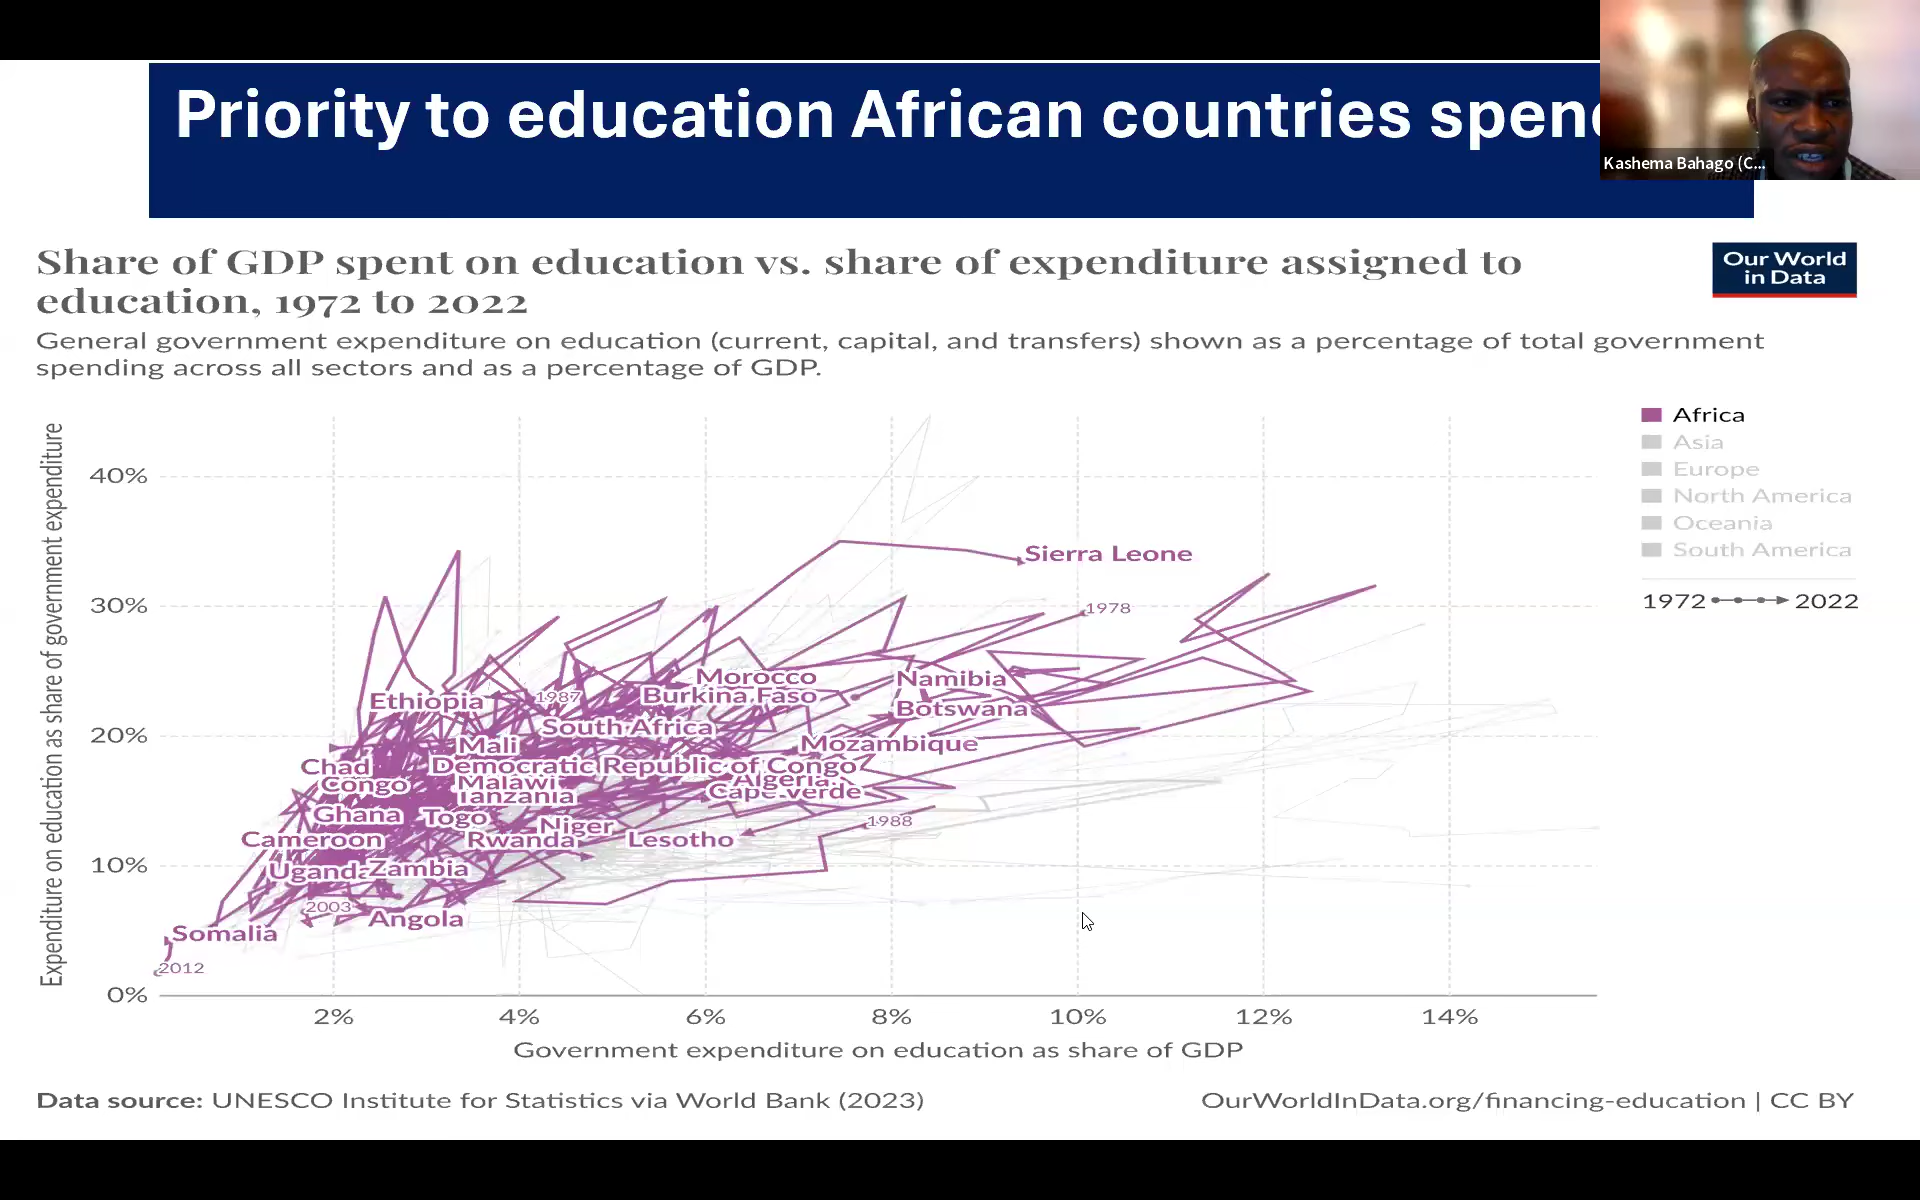 Priority to education African countries spend
Kashema Bahago (C...
Share of GDP spent on education vs. share of expenditure assigned to
education, 1972 to 2022
Our World
in Data
General government expenditure on education (current, capital, and transfers) shown as a percentage of total government
spending across all sectors and as a percentage of GDP.
Expenditure on education as share of government expenditure
40%
30%
20%
10%
0%
Africa
Asia
Europe
North America
Oceania
South America
1972 2022
Sierra Leone
1978
Morocco
Namibia
Ethiopia
1987
Burkina Faso
Botswana
South Africa
Mali
Mozambique
Chad
Democratic Republic of Congo
Congo
Malawi
Algeria
Tanzania
Cape Verde
Ghana
Togo
Niger
1988
Cameroon
Rwanda
Lesotho
Uganda
Zambia
2003
Angola
Somalia
2012
2%
4%
6%
8%
10%
12%
14%
Government expenditure on education as share of GDP
Data source: UNESCO Institute for Statistics via World Bank (2023)
OurWorldInData.org/financing-education | CC BY